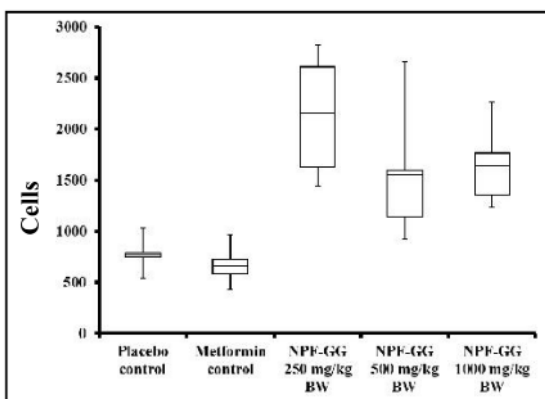 3000
2500
2000
1500
1000
500
0
Cells
Placebo control
Metformin control
NPF-GG 250 mg/kg BW
NPF-GG 500 mg/kg BW
NPF-GG 1000 mg/kg BW